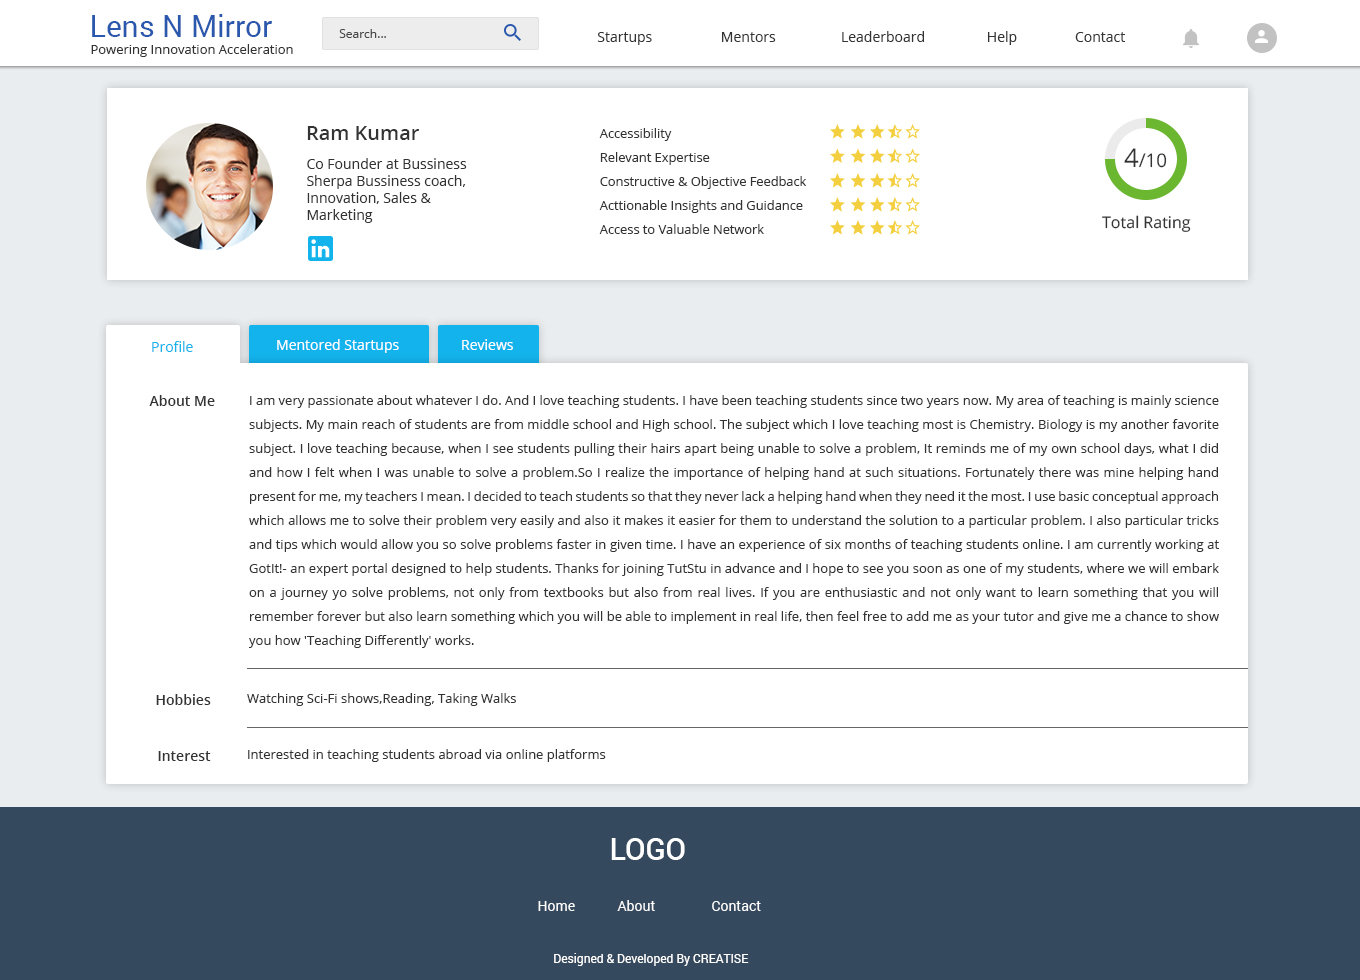 Lens N Mirror
Powering Innovation Acceleration
Search...
Startups
Mentors
Leaderboard
Help
Contact
Ram Kumar
Co Founder at Bussiness
Sherpa Bussiness coach,
Innovation, Sales &
Marketing
in
Accessibility
Relevant Expertise
Constructive & Objective Feedback
Acttionable Insights and Guidance
Access to Valuable Network
4/10
Total Rating
Profile
Mentored Startups
Reviews
About Me
I am very passionate about whatever I do. And I love teaching students. I have been teaching students since two years now. My area of teaching is mainly science
subjects. My main reach of students are from middle school and High school. The subject which I love teaching most is Chemistry. Biology is my another favorite
subject. I love teaching because, when I see students pulling their hairs apart being unable to solve a problem, It reminds me of my own school days, what I did
and how I felt when I was unable to solve a problem.So I realize the importance of helping hand at such situations. Fortunately there was mine helping hand
present for me, my teachers I mean. I decided to teach students so that they never lack a helping hand when they need it the most. I use basic conceptual approach
which allows me to solve their problem very easily and also it makes it easier for them to understand the solution to a particular problem. I also particular tricks
and tips which would allow you so solve problems faster in given time. I have an experience of six months of teaching students online. I am currently working at
GotIt!- an expert portal designed to help students. Thanks for joining TutStu in advance and I hope to see you soon as one of my students, where we will embark
on a journey yo solve problems, not only from textbooks but also from real lives. If you are enthusiastic and not only want to learn something that you will
remember forever but also learn something which you will be able to implement in real life, then feel free to add me as your tutor and give me a chance to show
you how 'Teaching Differently' works.
Hobbies
Watching Sci-Fi shows,Reading, Taking Walks
Interest
Interested in teaching students abroad via online platforms
LOGO
Home
About
Contact
Designed & Developed By CREATISE